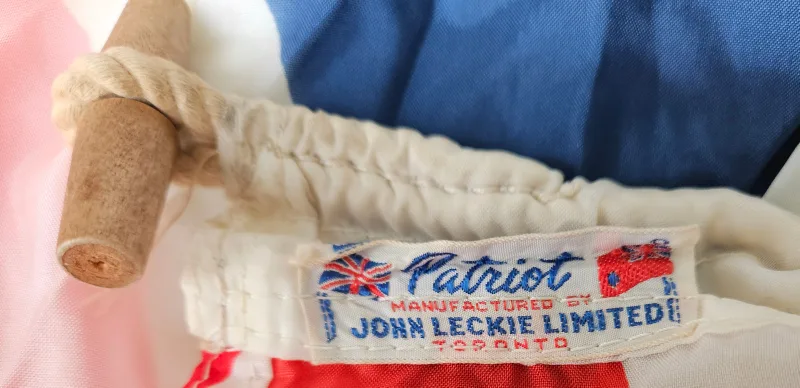 Patriot
MANUFACTURED BY
JOHN LECKIE LIMITED
TORONTO